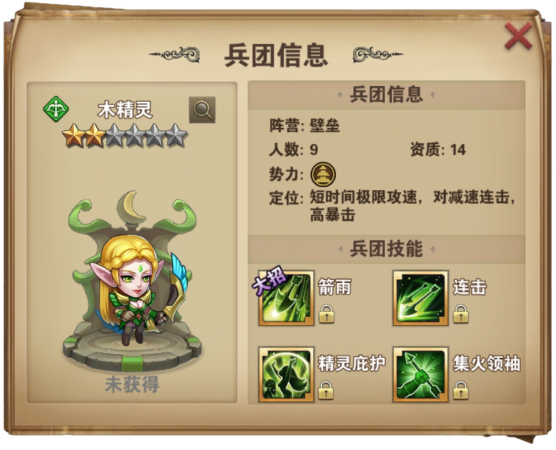 兵团信息
木精灵
未获得
兵团信息
阵营: 壁垒
人数: 9
资质: 14
势力:
定位: 短时间极限攻速，对减速连击，
高暴击
兵团技能
大招
箭雨
连击
精灵庇护
集火领袖